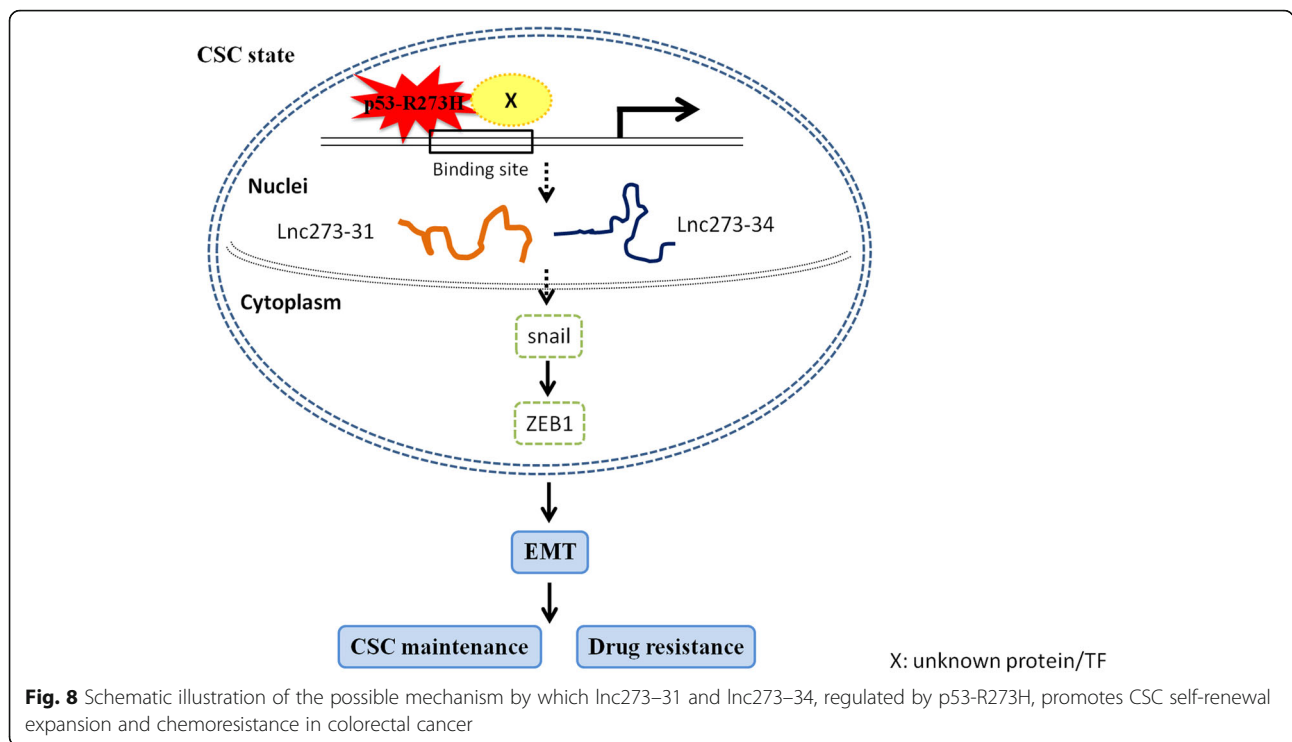 CSC state
p53-R273H
X
Binding site
Nuclei
Lnc273-31
Lnc273-34
Cytoplasm
snail
ZEB1
EMT
CSC maintenance
Drug resistance
X: unknown protein/TF
Fig. 8 Schematic illustration of the possible mechanism by which lnc273–31 and lnc273–34, regulated by p53-R273H, promotes CSC self-renewal
expansion and chemoresistance in colorectal cancer